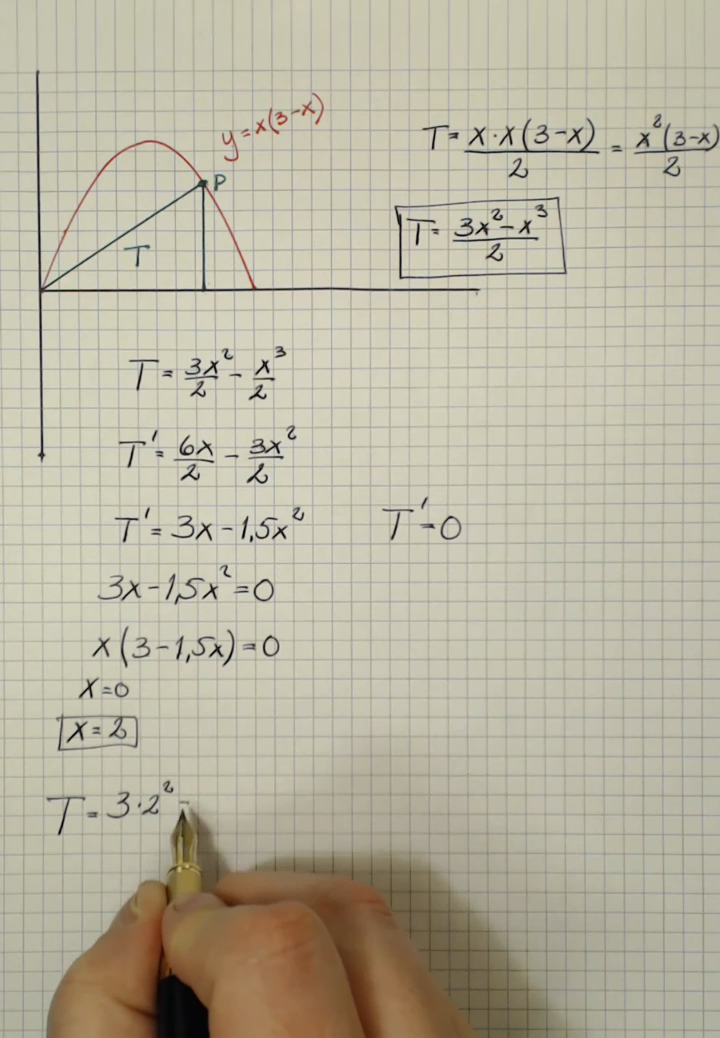 y=x(3-x)
P
T
T=x·x(3-x)/2 = x²(3-x)/2
T=3x²-x³/2
T=3x²/2-x³/2
T'=6x/2-3x²/2
T'=3x-1,5x²
T'=0
3x-1,5x²=0
x(3-1,5x)=0
x=0
x=2
T=3·2²-